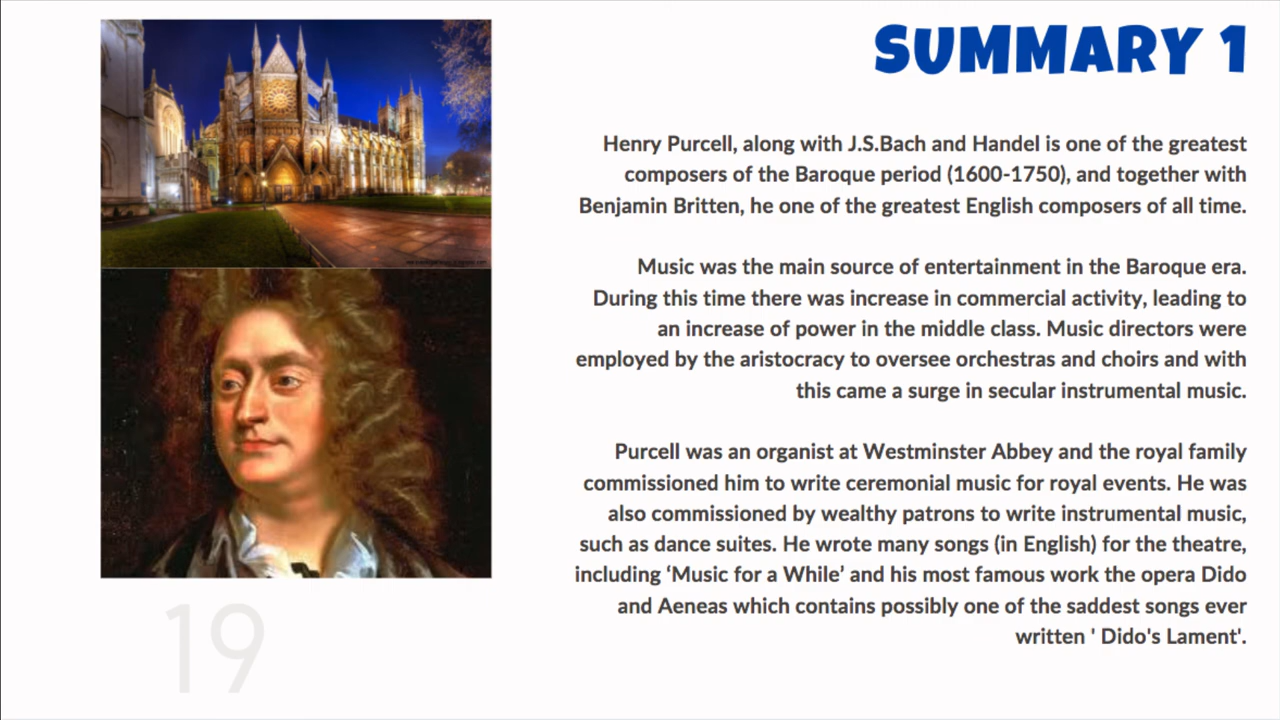 SUMMARY 1
Henry Purcell, along with J.S.Bach and Handel is one of the greatest
composers of the Baroque period (1600-1750), and together with
Benjamin Britten, he one of the greatest English composers of all time.
Music was the main source of entertainment in the Baroque era.
During this time there was increase in commercial activity, leading to
an increase of power in the middle class. Music directors were
employed by the aristocracy to oversee orchestras and choirs and with
this came a surge in secular instrumental music.
Purcell was an organist at Westminster Abbey and the royal family
commissioned him to write ceremonial music for royal events. He was
also commissioned by wealthy patrons to write instrumental music,
such as dance suites. He wrote many songs (in English) for the theatre,
including ‘Music for a While’ and his most famous work the opera Dido
and Aeneas which contains possibly one of the saddest songs ever
written ' Dido's Lament'.
19